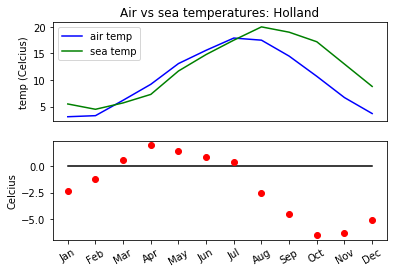 Air vs sea temperatures: Holland
air temp
sea temp
temp (Celcius)
20
15
10
5
Celcius
0.0
−2.5
−5.0
Jan Feb Mar Apr May Jun Jul Aug Sep Oct Nov Dec